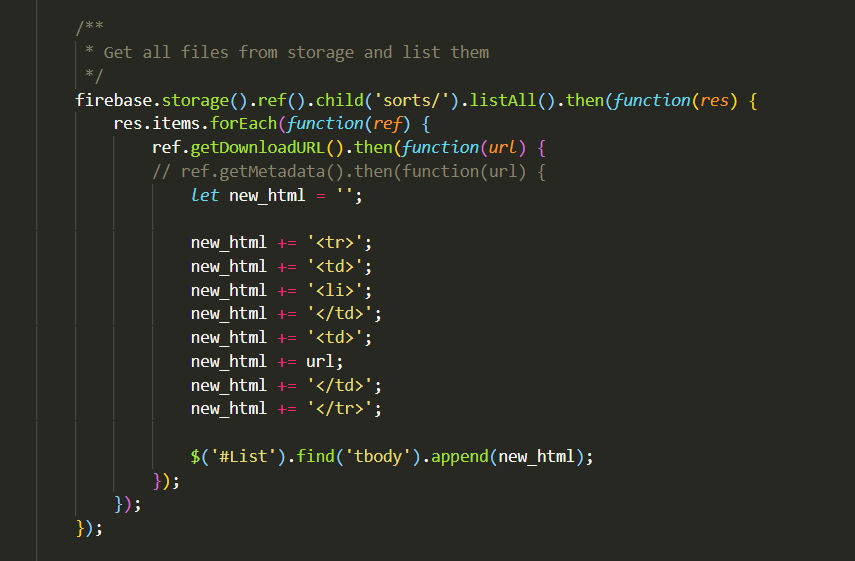 /**
* Get all files from storage and list them
*/
firebase.storage().ref().child('sorts/').listAll().then(function(res) {
res.items.forEach(function(ref) {
ref.getDownloadURL().then(function(url) {
// ref.getMetadata().then(function(url) {
let new_html = '';
new_html += '<tr>';
new_html += '<td>';
new_html += '<li>';
new_html += '</td>';
new_html += '<td>';
new_html += url;
new_html += '</td>';
new_html += '</tr>';
$('#List').find('tbody').append(new_html);
});
});
});